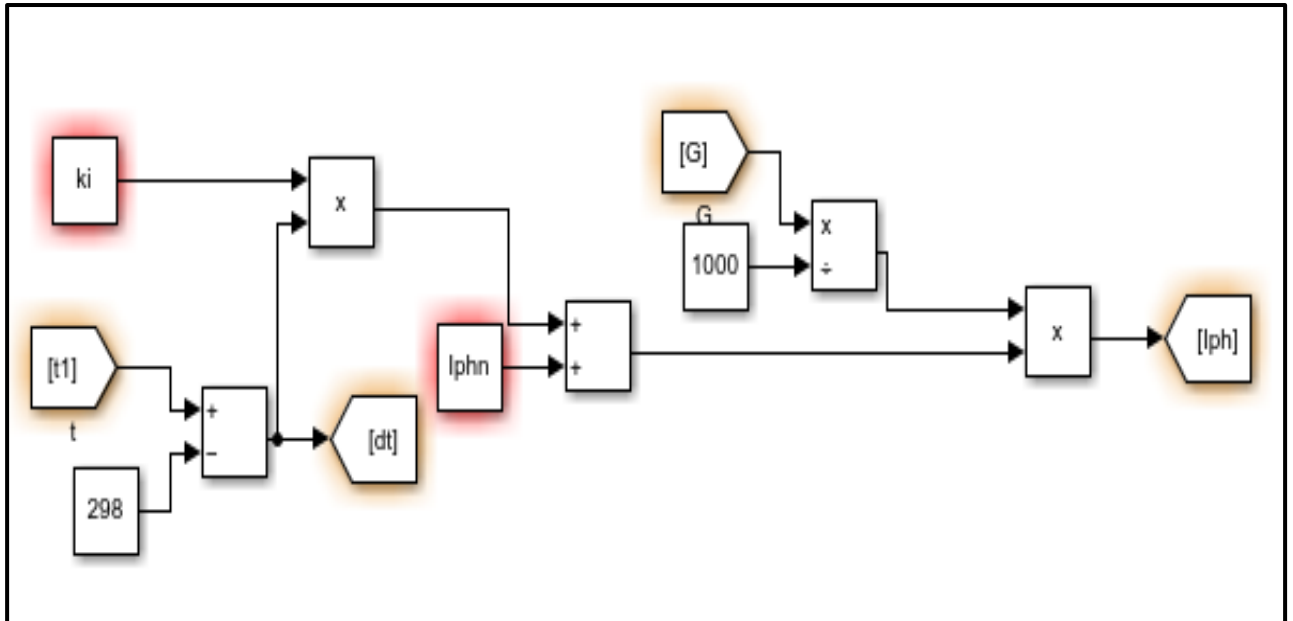 ki
x
[t1]
t
+
−
298
[dt]
Iphn
+
+
[G]
G
1000
x
÷
x
[Iph]